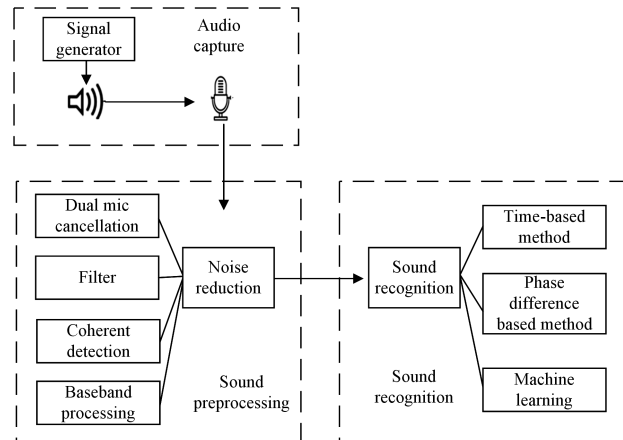 Signal
generator
Audio
capture
Dual mic
cancellation
Filter
Coherent
detection
Baseband
processing
Noise
reduction
Sound
preprocessing
Sound
recognition
Time-based
method
Phase
difference
based method
Machine
learning
Sound
recognition